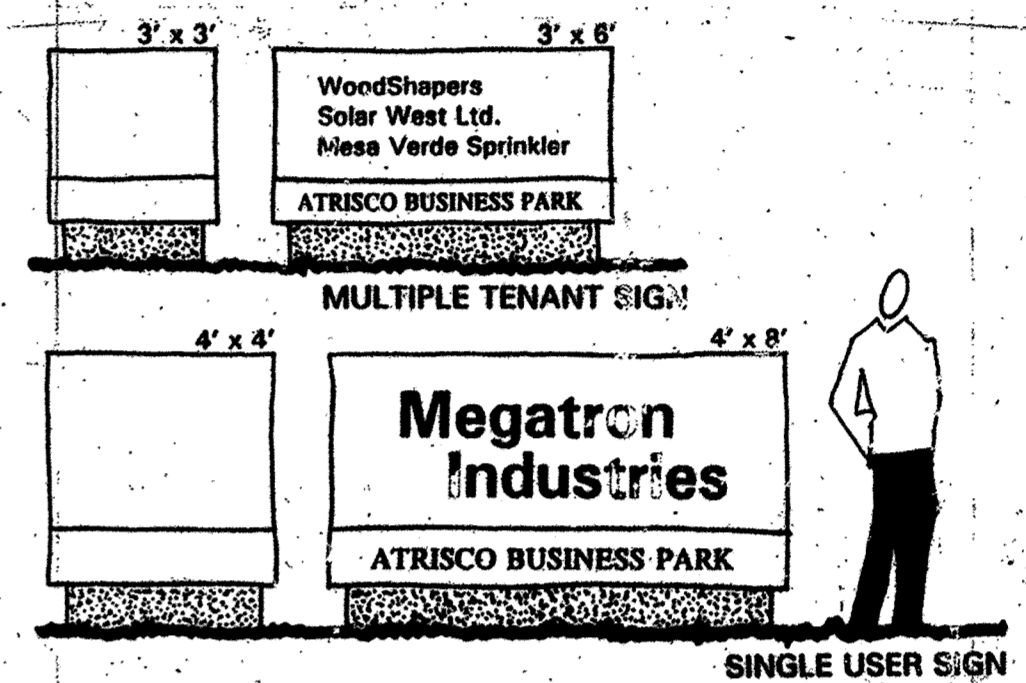 3' x 3'
3' x 6'
WoodShapers
Solar West Ltd.
Mesa Verde Sprinkler
ATRISCO BUSINESS PARK
MULTIPLE TENANT SIGN
4' x 4'
4' x 8'
Megatron
Industries
ATRISCO BUSINESS PARK
SINGLE USER SIGN